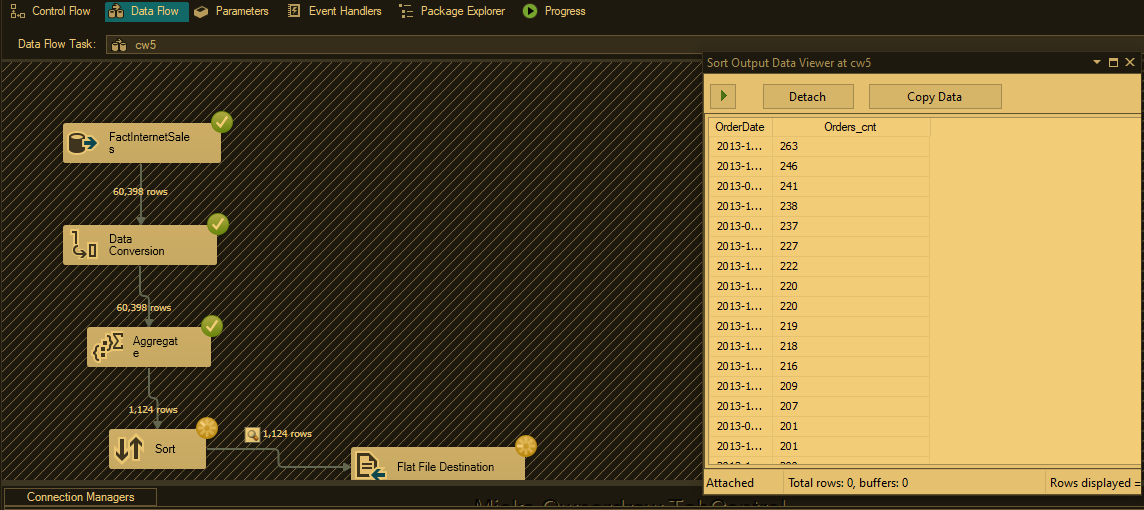 Control Flow Data Flow Parameters Event Handlers Package Explorer Progress
Data Flow Task: cw5
Sort Output Data Viewer at cw5
Detach Copy Data
OrderDate Orders_cnt
2013-1... 263
2013-1... 246
2013-0... 241
2013-1... 238
2013-0... 237
2013-1... 227
2013-1... 222
2013-1... 220
2013-1... 220
2013-1... 219
2013-1... 218
2013-1... 216
2013-1... 209
2013-1... 207
2013-0... 201
2013-1... 201
Attached Total rows: 0, buffers: 0 Rows displayed =
FactInternetSale
s
60,398 rows
Data
Conversion
60,398 rows
Aggregat
e
1,124 rows
Sort
1,124 rows
Flat File Destination
Connection Managers